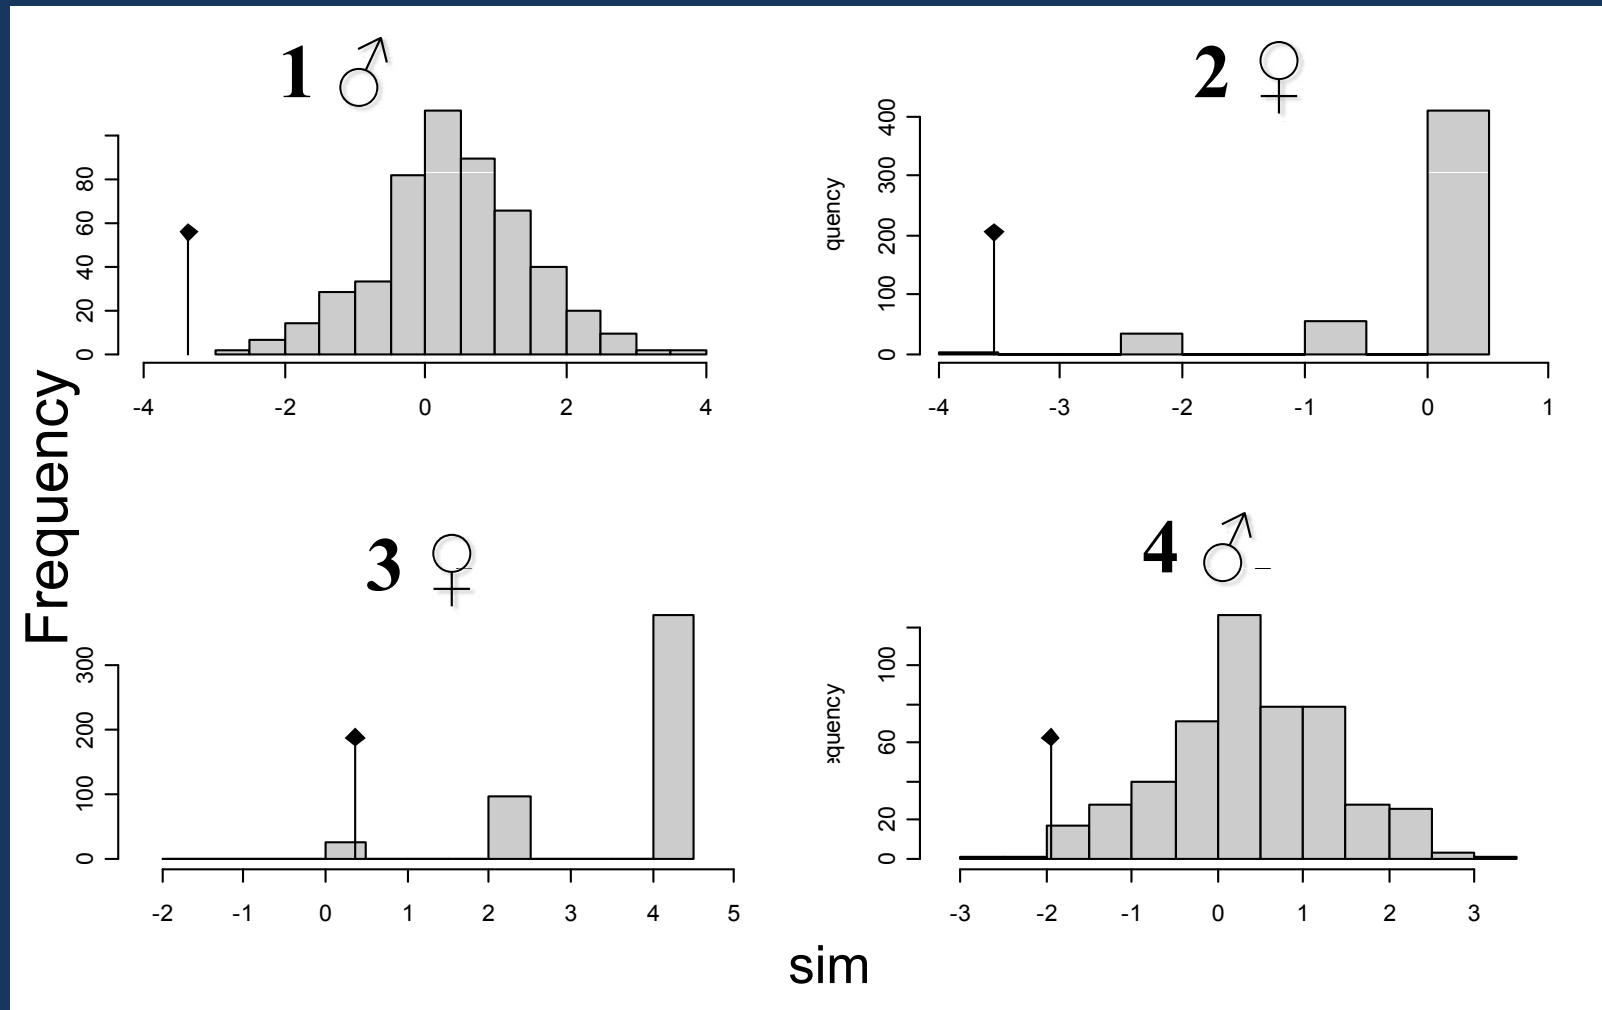 1 ♂
2 ♀
0 20 40 60 80
-4 -2 0 2 4
quency
0 100 200 300 400
-4 -3 -2 -1 0 1
Frequency
3 ♀
4 ♂
0 100 200 300
-2 -1 0 1 2 3 4 5
equency
0 20 60 100
-3 -2 -1 0 1 2 3
sim